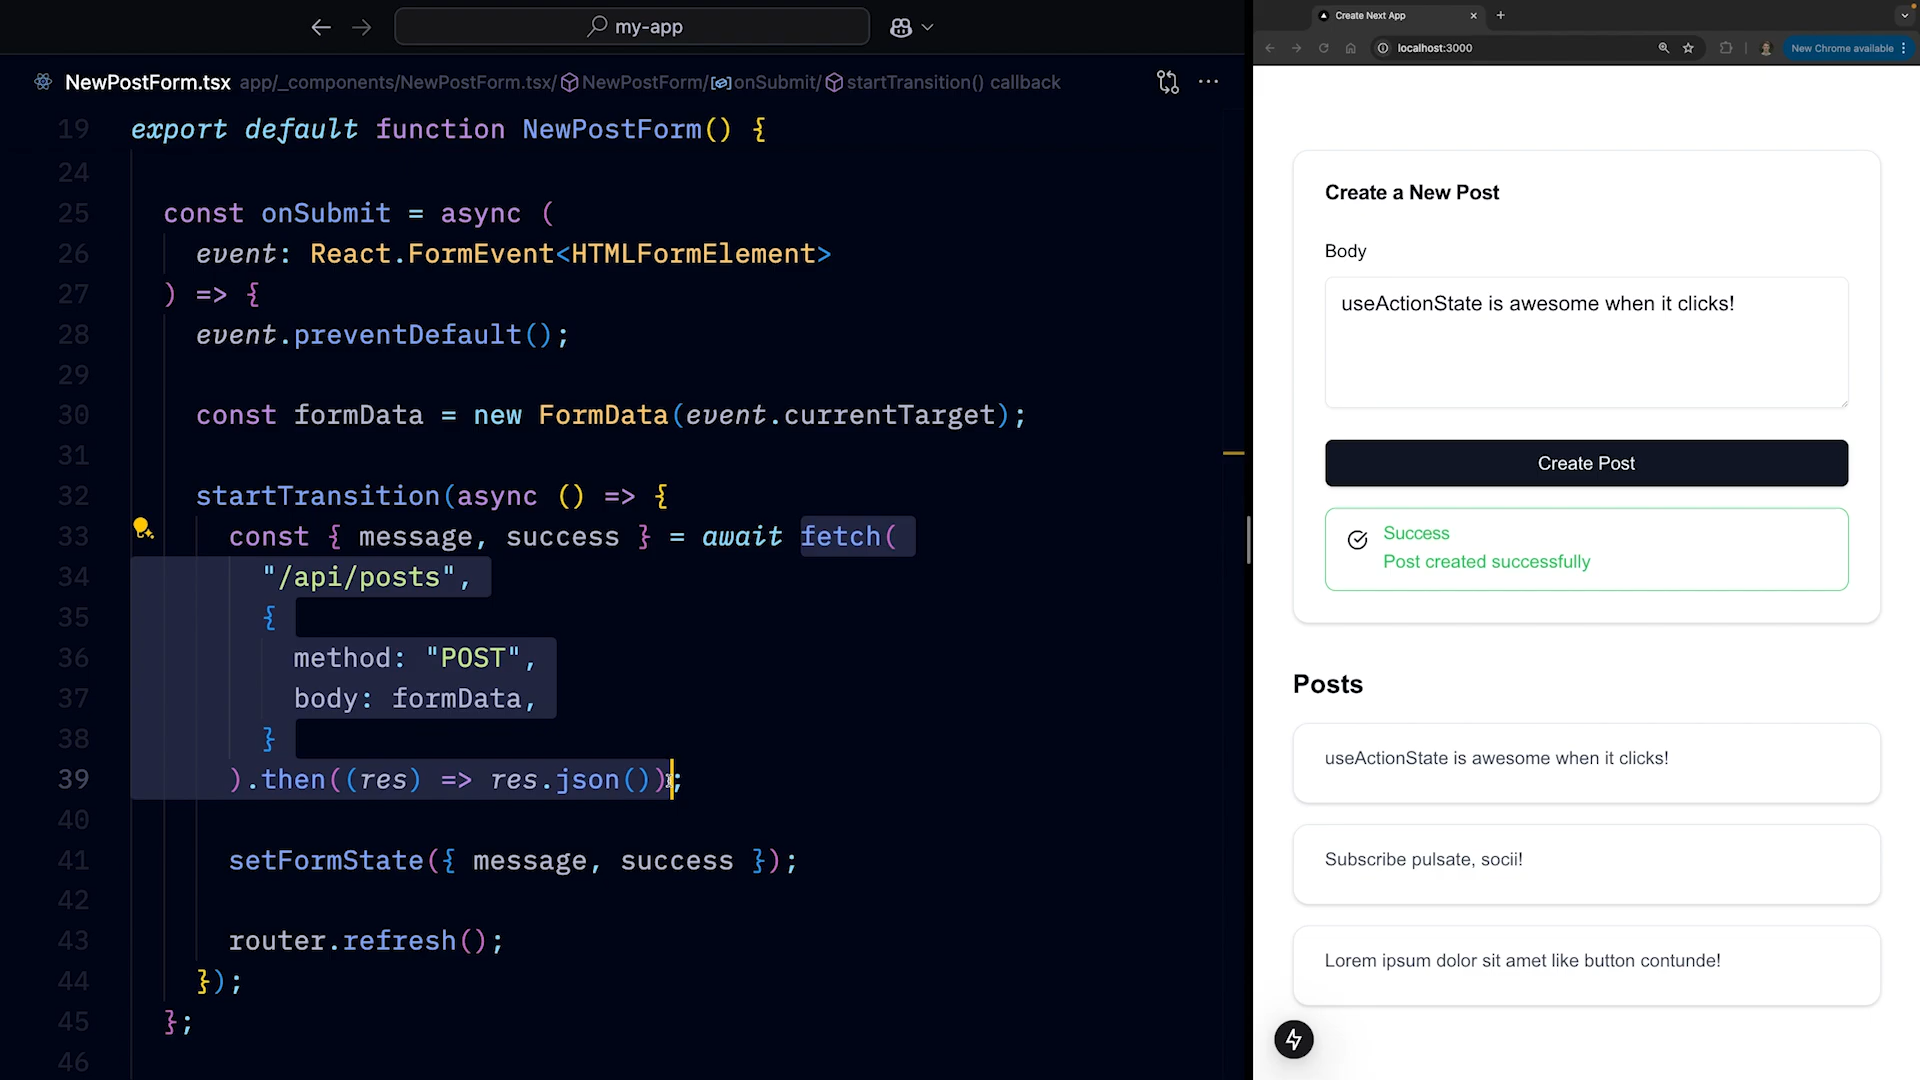 my-app
NewPostForm.tsx app/_components/NewPostForm.tsx/ NewPostForm/ onSubmit/ startTransition() callback
19 export default function NewPostForm() {
24
25 const onSubmit = async (
26 event: React.FormEvent<HTMLFormElement>
27 ) => {
28 event.preventDefault();
29
30 const formData = new FormData(event.currentTarget);
31
32 startTransition(async () => {
33 const { message, success } = await fetch(
34 "/api/posts",
35 {
36 method: "POST",
37 body: formData,
38 }
39 ).then((res) => res.json());
40
41 setFormState({ message, success });
42
43 router.refresh();
44 });
45 };
46
Create Next App
localhost:3000
New Chrome available
Create a New Post
Body
useActionState is awesome when it clicks!
Create Post
Success
Post created successfully
Posts
useActionState is awesome when it clicks!
Subscribe pulsate, socii!
Lorem ipsum dolor sit amet like button contunde!